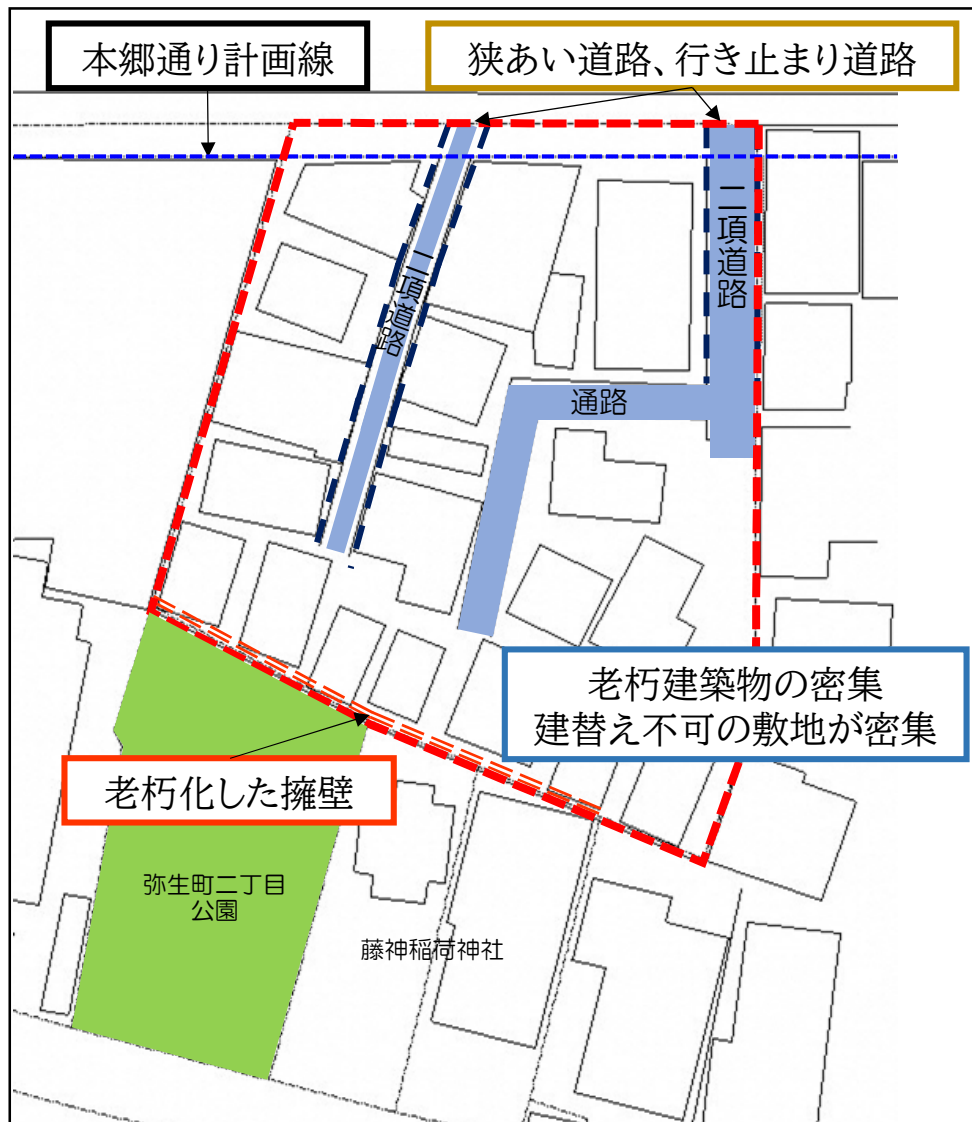 本郷通り計画線
狭あい道路、行き止まり道路
二項道路
二項道路
通路
老朽建築物の密集
建替え不可の敷地が密集
老朽化した擁壁
弥生町二丁目
公園
藤神稲荷神社